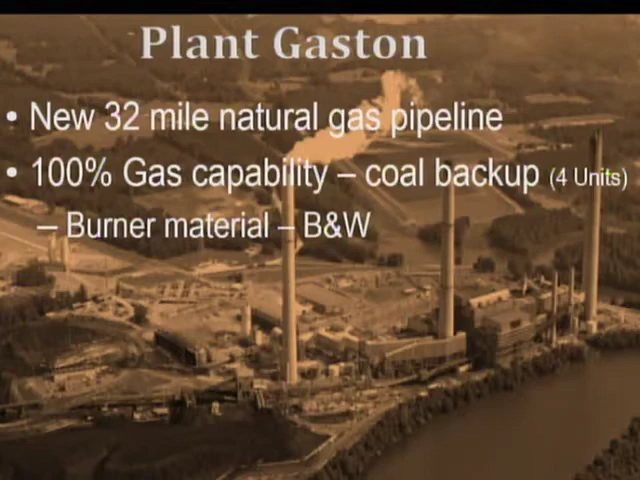 Plant Gaston
• New 32 mile natural gas pipeline
• 100% Gas capability – coal backup (4 Units)
– Burner material – B&W